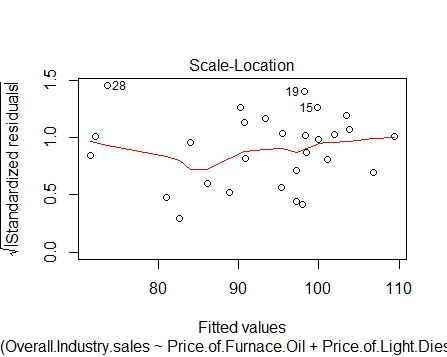 Scale-Location
√|Standardized residuals|
0.0 0.5 1.0 1.5
28
19
15
80 90 100 110
Fitted values
(Overall.Industry.sales ~ Price.of.Furnace.Oil + Price.of.Light.Dies